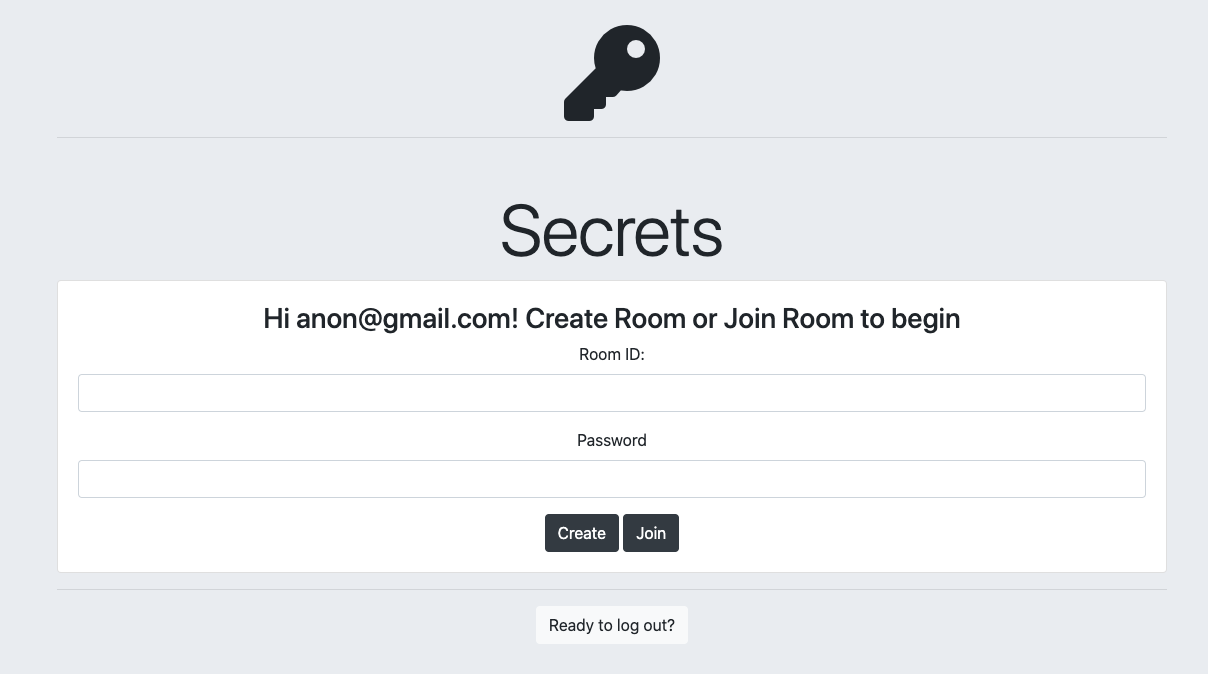 Secrets
Hi anon@gmail.com! Create Room or Join Room to begin
Room ID:
Password
Create Join
Ready to log out?